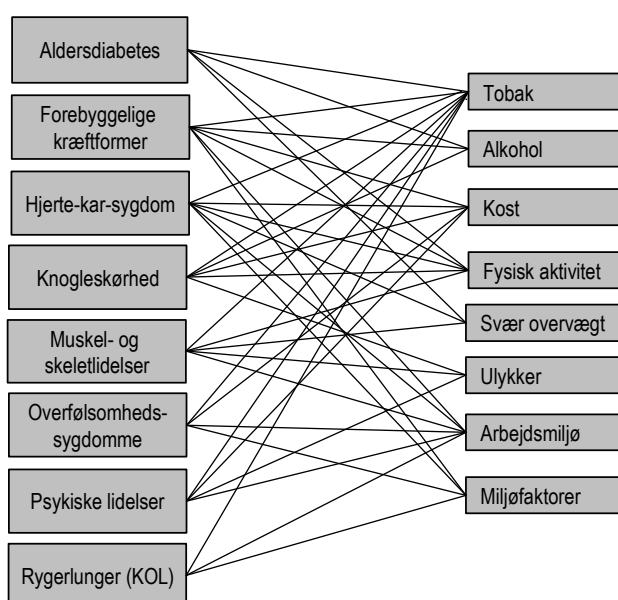 Aldersdiabetes
Forebyggelige
kræftformer
Hjerte-kar-sygdom
Knogleskørhed
Muskel- og
skeletlidelser
Overfølsomheds-
sygdomme
Psykiske lidelser
Rygerlunger (KOL)
Tobak
Alkohol
Kost
Fysisk aktivitet
Svær overvægt
Ulykker
Arbejdsmiljø
Miljøfaktorer